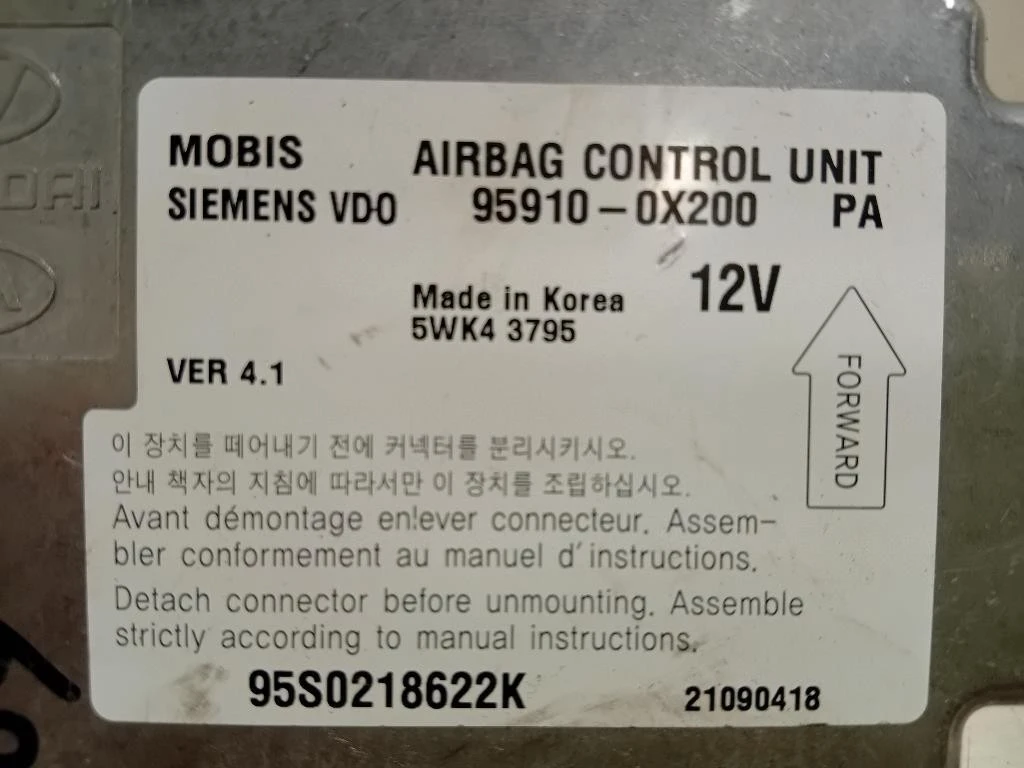 MOBIS AIRBAG CONTROL UNIT
SIEMENS VDO 95910-0X200 PA
Made in Korea 12V
5WK4 3795
VER 4.1
FORWARD
이 장치를 떼어내기 전에 커넥터를 분리시키시오.
안내 책자의 지침에 따라서만 이 장치를 조립하십시오.
Avant démontage enlever connecteur. Assem-
bler conformement au manuel d'instructions.
Detach connector before unmounting. Assemble
strictly according to manual instructions.
95S0218622K 21090418